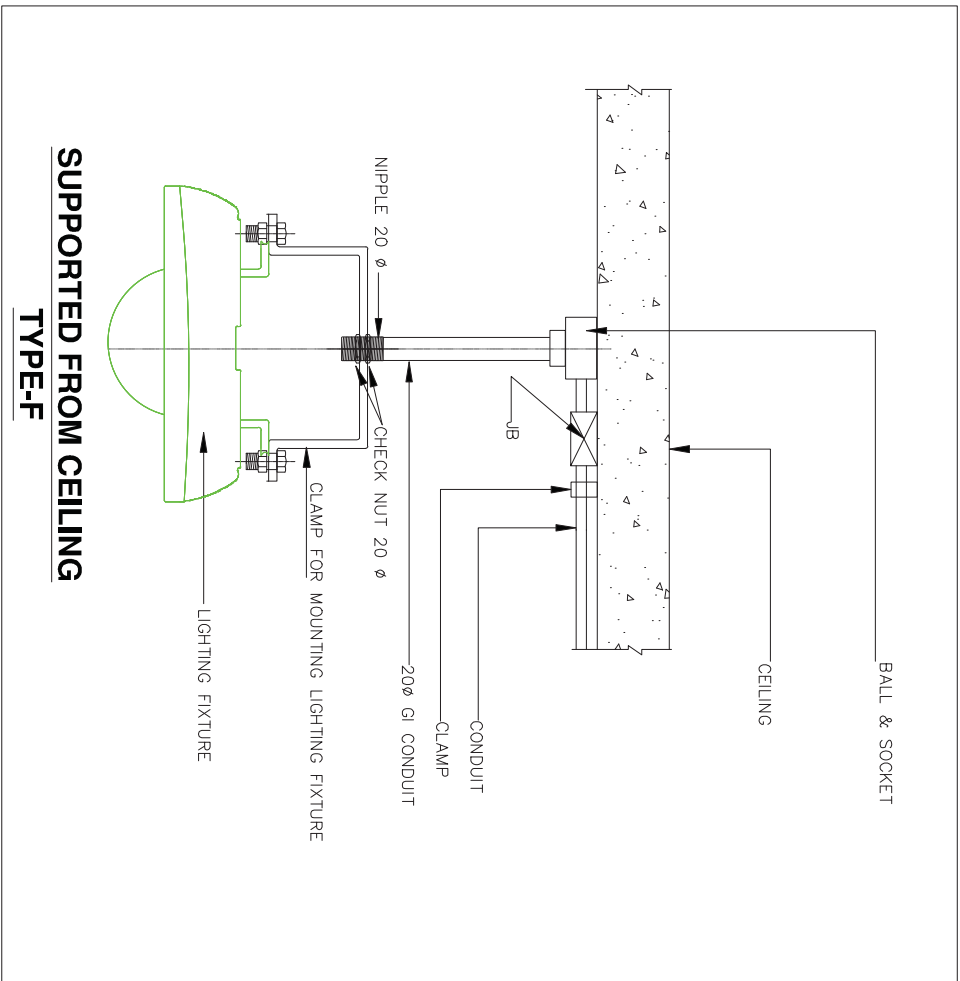 BALL & SOCKET
CEILING
CONDUIT
CLAMP
20Ø GI CONDUIT
JB
NIPPLE 20 Ø
CHECK NUT 20 Ø
CLAMP FOR MOUNTING LIGHTING FIXTURE
LIGHTING FIXTURE
SUPPORTED FROM CEILING
TYPE-F